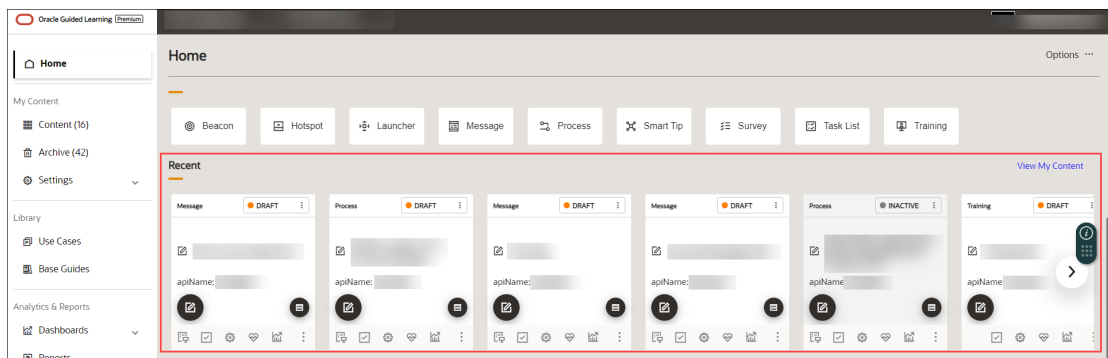 Oracle Guided Learning Premium
Home
My Content
Content (16)
Archive (42)
Settings
Library
Use Cases
Base Guides
Analytics & Reports
Dashboards
Reports
Home
Options
Beacon
Hotspot
Launcher
Message
Process
Smart Tip
Survey
Task List
Training
Recent
View My Content
Message DRAFT
apiName:
Process DRAFT
apiName:
Message DRAFT
apiName:
Message DRAFT
apiName:
Process INACTIVE
apiName
Training DRAFT
apiName